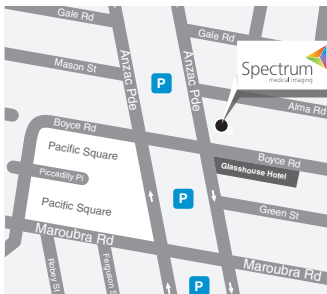 Gale Rd
Gale Rd
Anzac Pde
Anzac Pde
Spectrum
medical imaging
Mason St
P
Alma Rd
Boyce Rd
Pacific Square
Boyce Rd
Glasshouse Hotel
Piccadilly Pl
Pacific Square
P
Green St
Maroubra Rd
Maroubra Rd
Robey St
Ferguson St
P